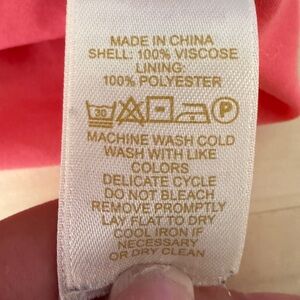 MADE IN CHINA
SHELL: 100% VISCOSE
LINING:
100% POLYESTER
30 P
MACHINE WASH COLD
WASH WITH LIKE
COLORS
DELICATE CYCLE
DO NOT BLEACH
REMOVE PROMPTLY
LAY FLAT TO DRY
COOL IRON IF
NECESSARY
OR DRY CLEAN